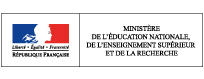 Liberté • Égalité • Fraternité
RÉPUBLIQUE FRANÇAISE
MINISTÈRE
DE L'ÉDUCATION NATIONALE,
DE L'ENSEIGNEMENT SUPÉRIEUR
ET DE LA RECHERCHE